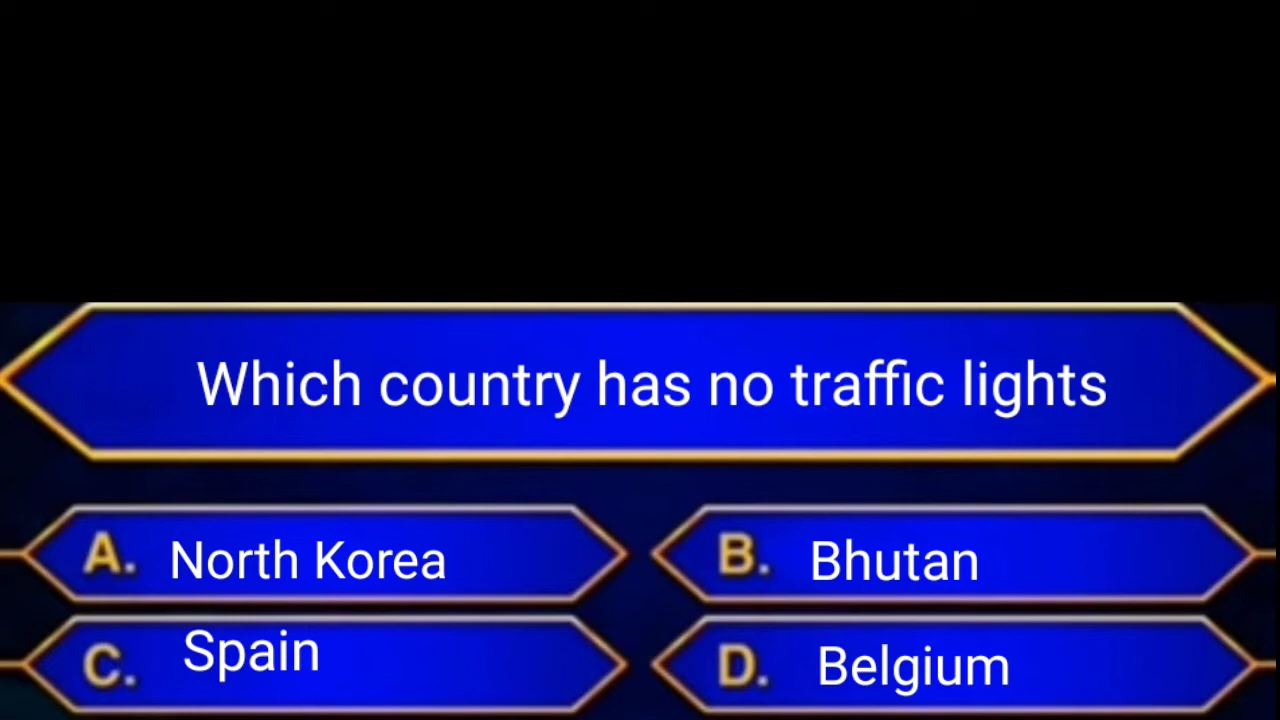 Which country has no traffic lights
A. North Korea
B. Bhutan
C. Spain
D. Belgium